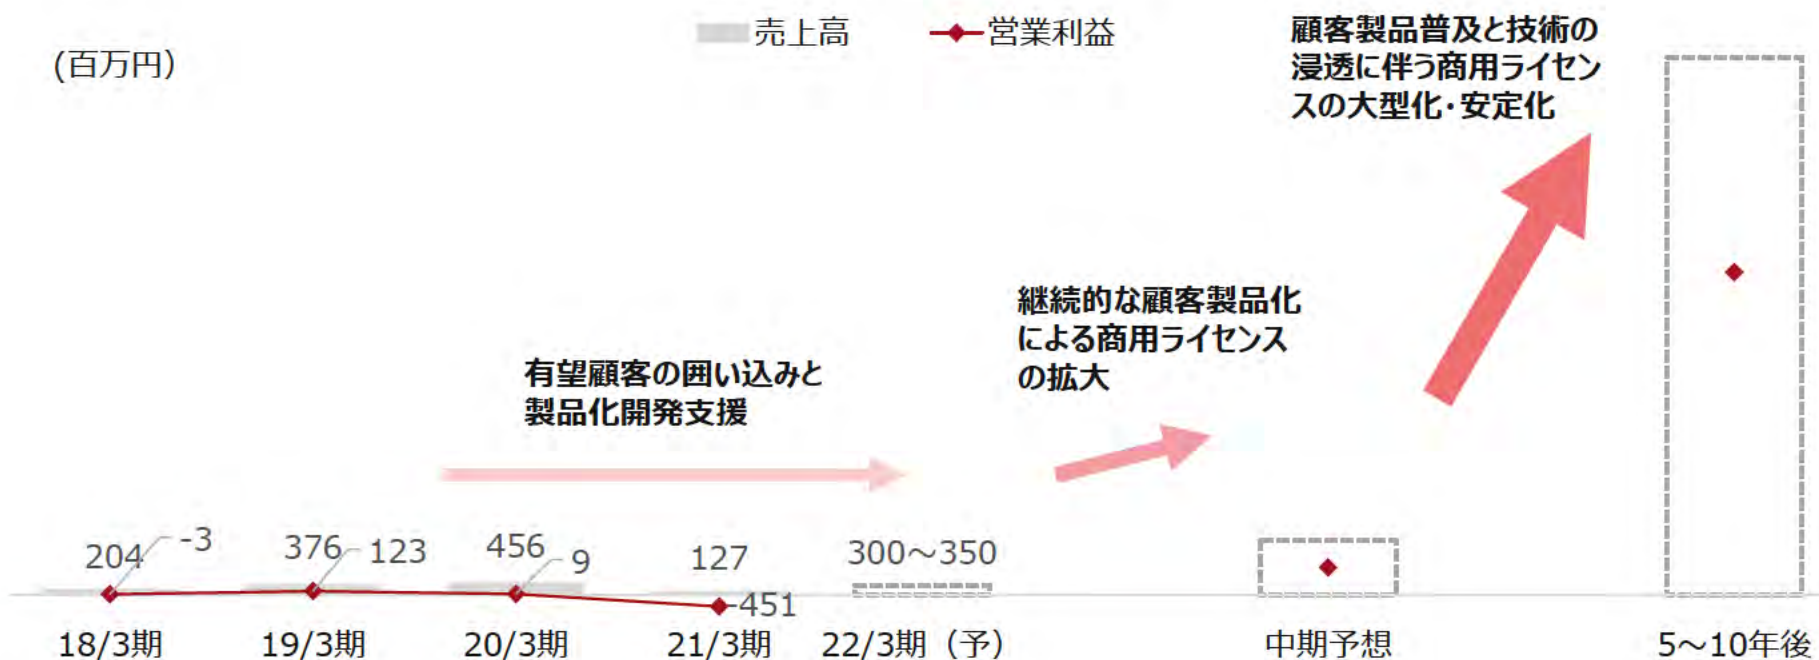 売上高
営業利益
(百万円)
顧客製品普及と技術の
浸透に伴う商用ライセン
スの大型化・安定化
継続的な顧客製品化
による商用ライセンス
の拡大
有望顧客の囲い込みと
製品化開発支援
204
-3
376
123
456
9
127
-451
300～350
18/3期
19/3期
20/3期
21/3期
22/3期（予）
中期予想
5～10年後